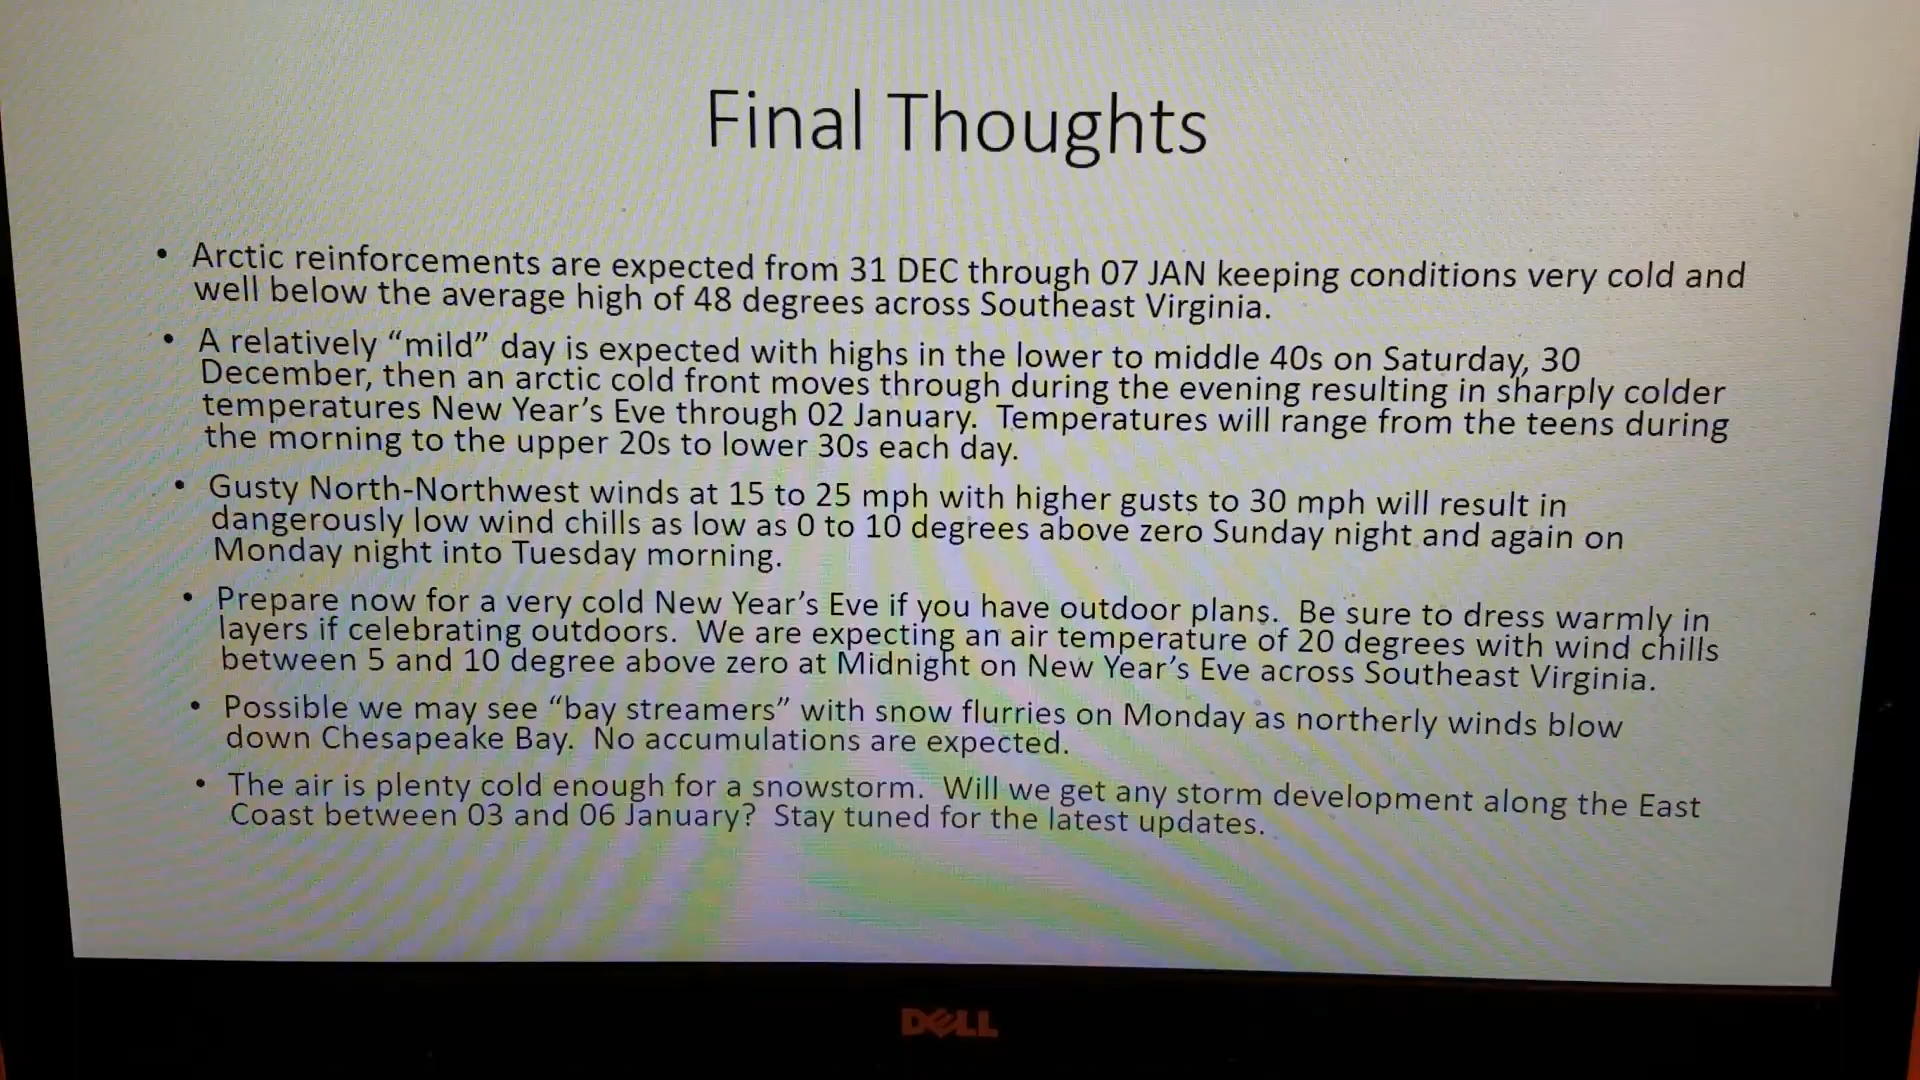 Final Thoughts
• Arctic reinforcements are expected from 31 DEC through 07 JAN keeping conditions very cold and
well below the average high of 48 degrees across Southeast Virginia.
• A relatively “mild” day is expected with highs in the lower to middle 40s on Saturday, 30
December, then an arctic cold front moves through during the evening resulting in sharply colder
temperatures New Year’s Eve through 02 January.  Temperatures will range from the teens during
the morning to the upper 20s to lower 30s each day.
• Gusty North-Northwest winds at 15 to 25 mph with higher gusts to 30 mph will result in
dangerously low wind chills as low as 0 to 10 degrees above zero Sunday night and again on
Monday night into Tuesday morning.
• Prepare now for a very cold New Year’s Eve if you have outdoor plans.  Be sure to dress warmly in
layers if celebrating outdoors.  We are expecting an air temperature of 20 degrees with wind chills
between 5 and 10 degree above zero at Midnight on New Year’s Eve across Southeast Virginia.
• Possible we may see “bay streamers” with snow flurries on Monday as northerly winds blow
down Chesapeake Bay.  No accumulations are expected.
• The air is plenty cold enough for a snowstorm.  Will we get any storm development along the East
Coast between 03 and 06 January?  Stay tuned for the latest updates.
DELL